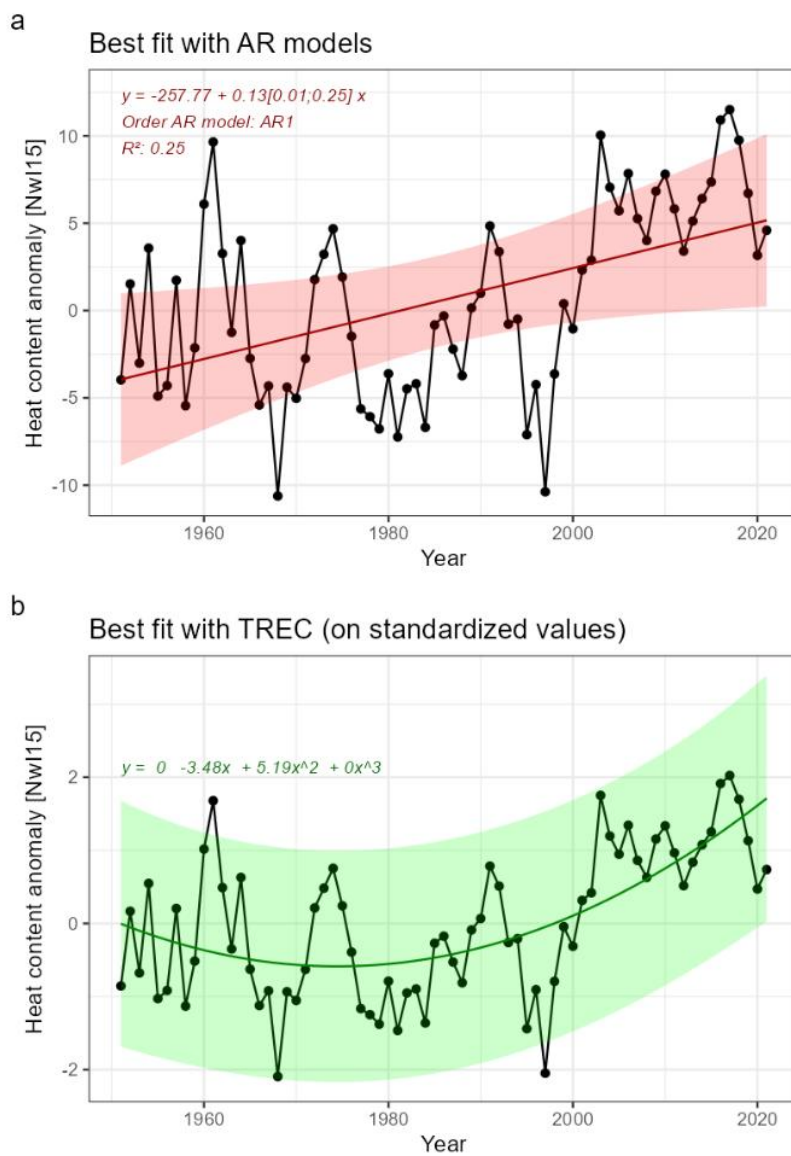 a
Best fit with AR models
y = -257.77 + 0.13[0.01;0.25] x
Order AR model: AR1
R²: 0.25
10
5
0
-5
-10
Heat content anomaly [NwI15]
1960 1980 2000 2020
Year
b
Best fit with TREC (on standardized values)
y = 0 -3.48x + 5.19x^2 + 0x^3
2
0
-2
Heat content anomaly [NwI15]
1960 1980 2000 2020
Year